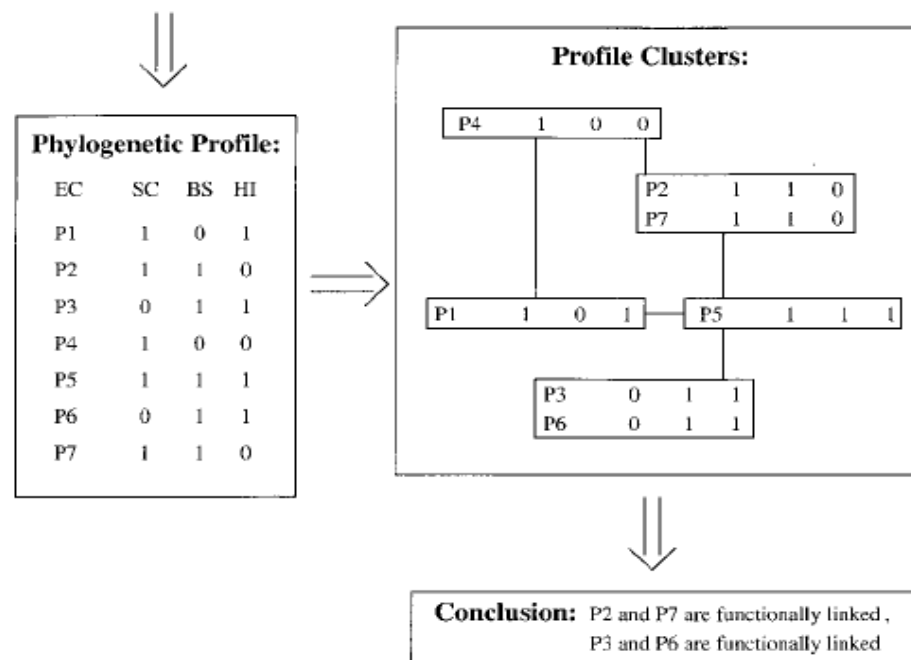 Phylogenetic Profile:
EC SC BS HI
P1 1 0 1
P2 1 1 0
P3 0 1 1
P4 1 0 0
P5 1 1 1
P6 0 1 1
P7 1 1 0
Profile Clusters:
P4 1 0 0
P2 1 1 0
P7 1 1 0
P1 1 0 1
P5 1 1 1
P3 0 1 1
P6 0 1 1
Conclusion: P2 and P7 are functionally linked,
P3 and P6 are functionally linked